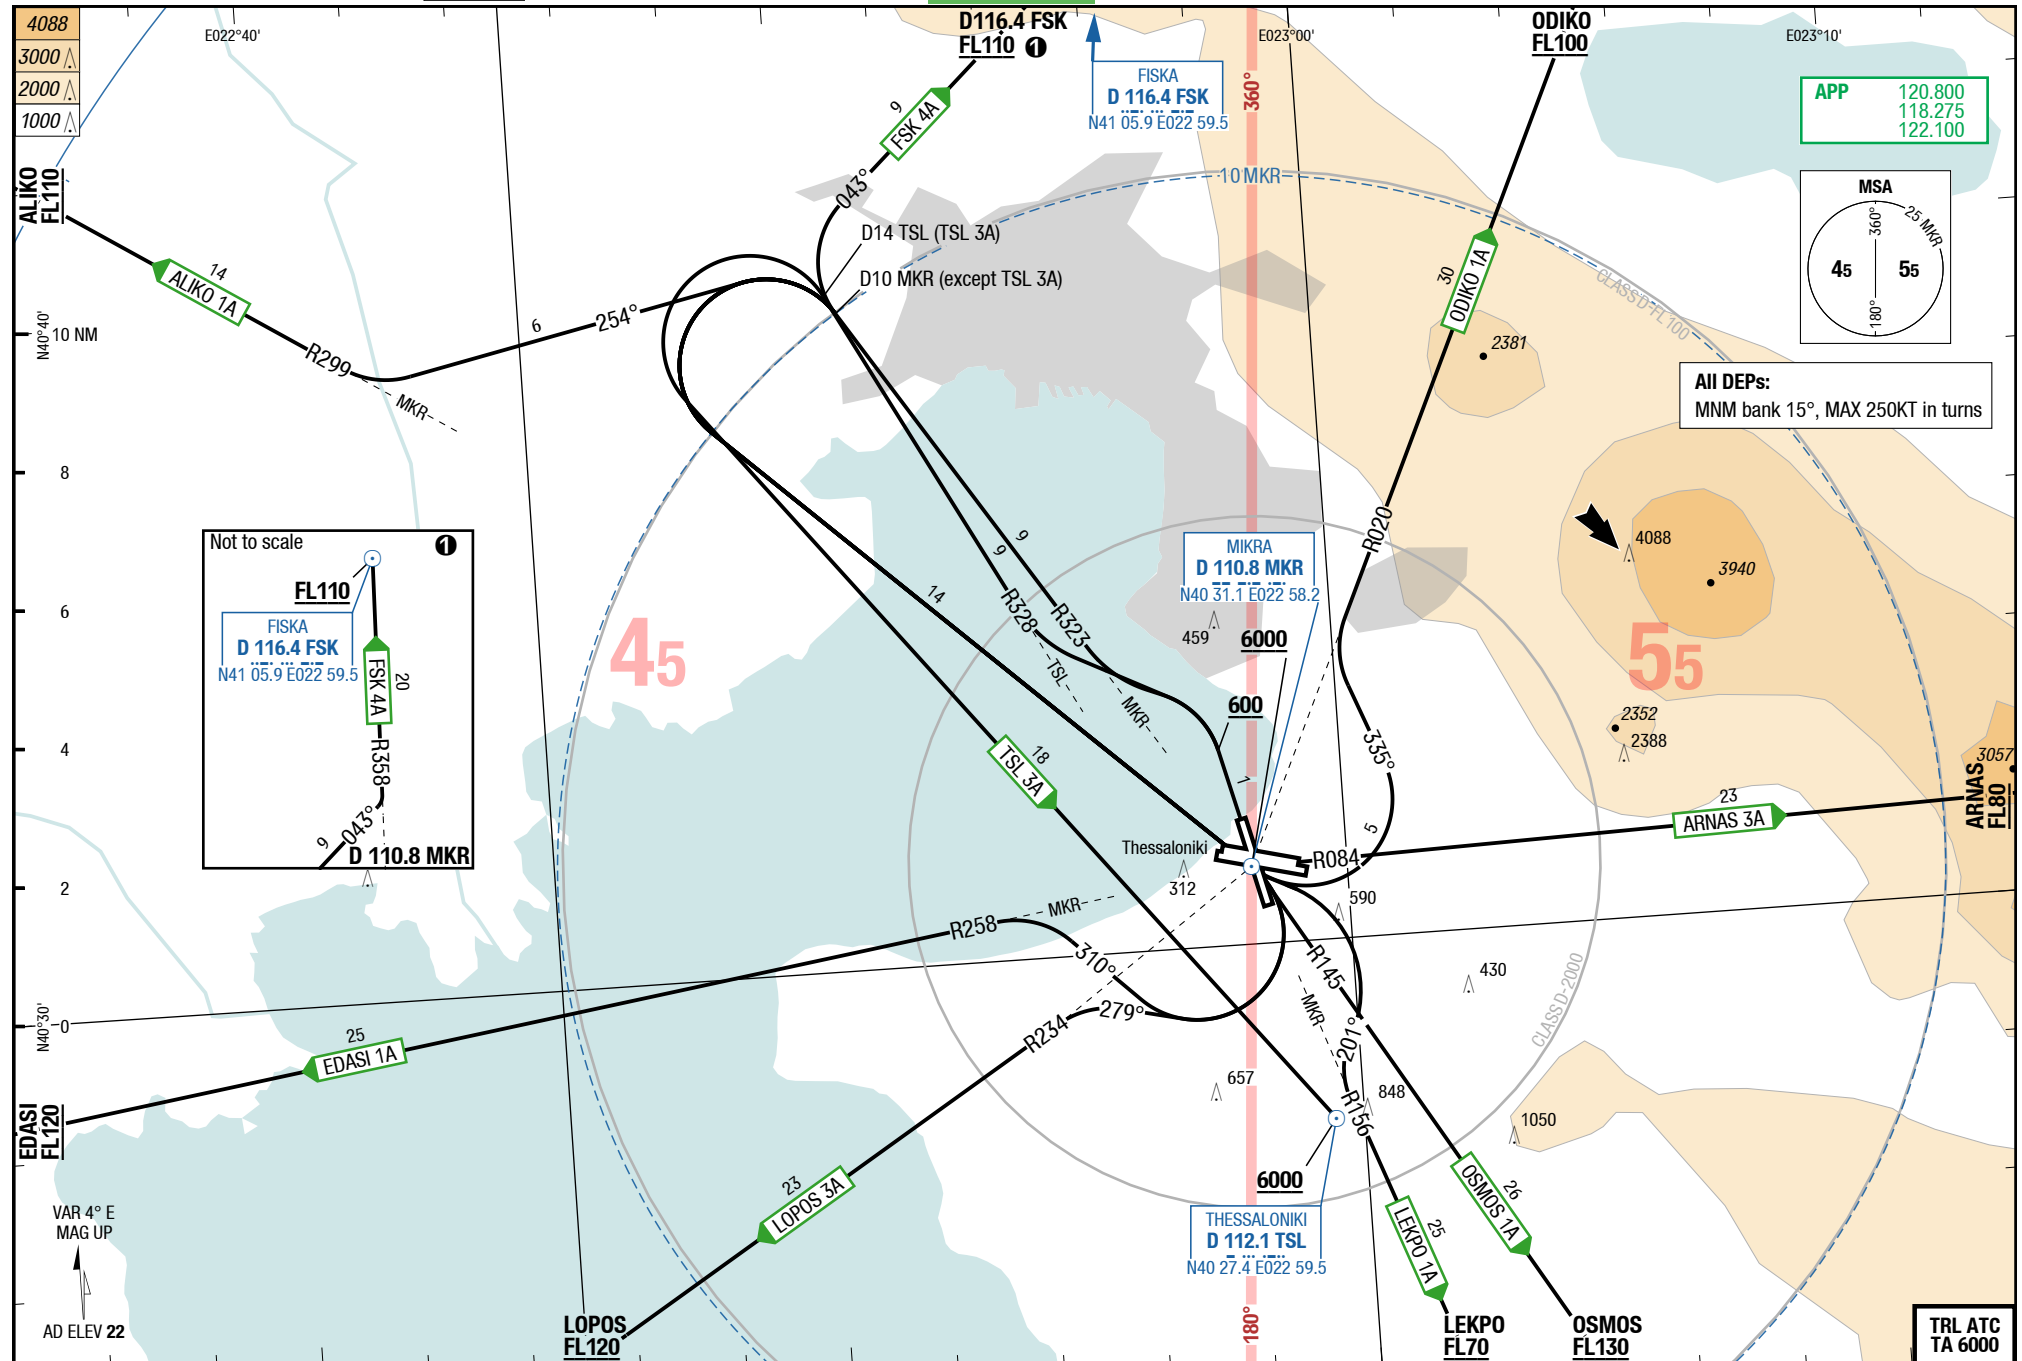 4088
3000
2000
1000
E022°40'
D116.4 FSK
FL110 ❶
E023°00'
ODIKO
FL100
E023°10'
FISKA
D 116.4 FSK
N41 05.9 E022 59.5
360°
APP 120.800
118.275
122.100
9
FSK 4A
043°
ALIKO
FL110
10 MKR
MSA
360°
25 MKR
45
55
180°
D14 TSL (TSL 3A)
D10 MKR (except TSL 3A)
14
ALIKO 1A
30
ODIKO 1A
CLASS D-FL100
6
254°
N40°40'
10 NM
R299
MKR
2381
All DEPs:
MNM bank 15°, MAX 250KT in turns
8
R020
Not to scale
❶
FL110
FISKA
D 116.4 FSK
N41 05.9 E022 59.5
FSK 4A
20
R358
043°
9
D 110.8 MKR
9
9
4088
3940
MIKRA
D 110.8 MKR
N40 31.1 E022 58.2
14
R328
R323
6
459
6000
45
55
TSL
MKR
600
2352
2388
335°
4
18
TSL 3A
1
3057
ARNAS
FL80
23
ARNAS 3A
5
Thessaloniki
R084
312
2
590
MKR
R258
310°
R145
430
MKR
279°
R234
201°
CLASS D-2000
N40°30'
0
25
EDASI 1A
657
848
R156
1050
EDASI
FL120
6000
23
LOPOS 3A
26
OSMOS 1A
25
LEKPO 1A
THESSALONIKI
D 112.1 TSL
N40 27.4 E022 59.5
VAR 4° E
MAG UP
AD ELEV 22
LOPOS
FL120
180°
LEKPO
FL70
OSMOS
FL130
TRL ATC
TA 6000